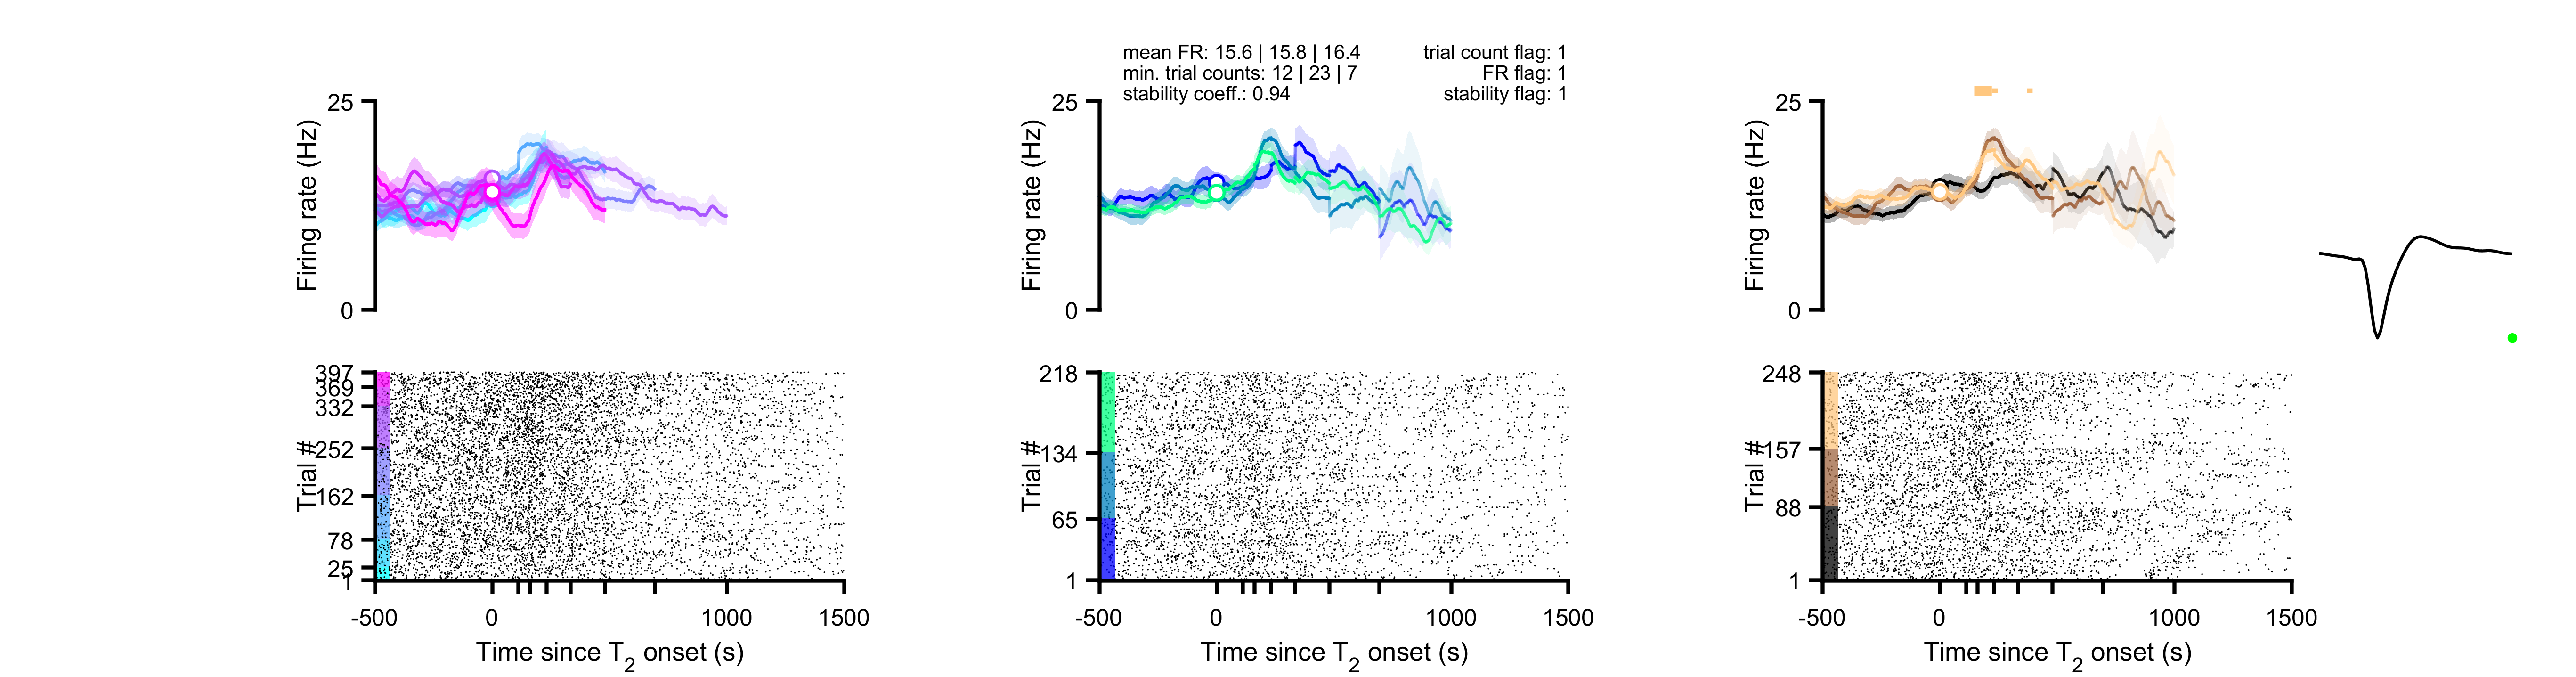 mean FR: 15.6 | 15.8 | 16.4
min. trial counts: 12 | 23 | 7
stability coeff.: 0.94
trial count flag: 1
FR flag: 1
stability flag: 1
25
Firing rate (Hz)
0
397
369
332
252
162
78
25
1
Trial #
-500 0 1000 1500
Time since T2 onset (s)
25
Firing rate (Hz)
0
218
134
65
1
Trial #
-500 0 1000 1500
Time since T2 onset (s)
25
Firing rate (Hz)
0
248
157
88
1
Trial #
-500 0 1000 1500
Time since T2 onset (s)